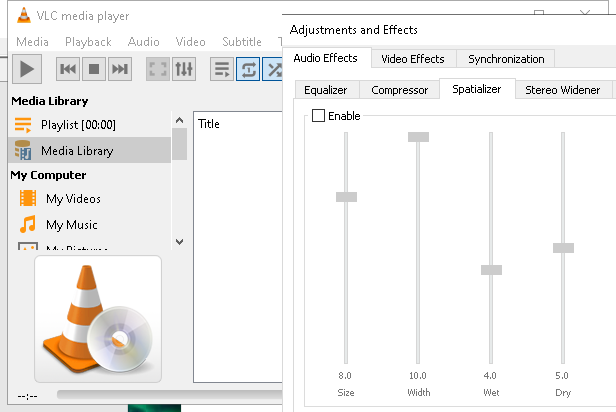 VLC media player
Media Playback Audio Video Subtitle
Media Library
Playlist [00:00]
Media Library
My Computer
My Videos
My Music
My Pictures
--:--
Title
Adjustments and Effects
Audio Effects Video Effects Synchronization
Equalizer Compressor Spatializer Stereo Widener
Enable
8.0 10.0 4.0 5.0
Size Width Wet Dry